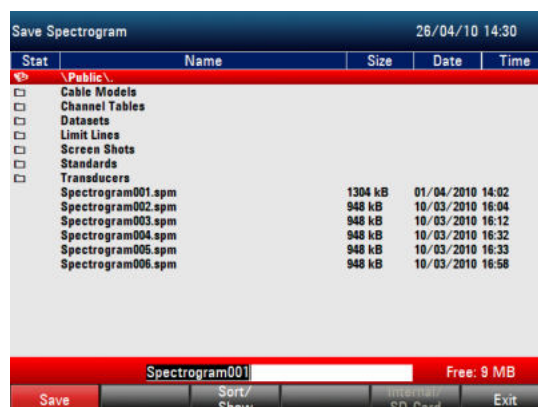 Save Spectrogram 26/04/10 14:30
Stat Name Size Date Time
\Public\.
Cable Models
Channel Tables
Datasets
Limit Lines
Screen Shots
Standards
Transducers
Spectrogram001.spm 1304 kB 01/04/2010 14:02
Spectrogram002.spm 948 kB 10/03/2010 16:04
Spectrogram003.spm 948 kB 10/03/2010 16:12
Spectrogram004.spm 948 kB 10/03/2010 16:32
Spectrogram005.spm 948 kB 10/03/2010 16:33
Spectrogram006.spm 948 kB 10/03/2010 16:58
Spectrogram001 Free: 9 MB
Save Sort/ Show Internal/ SD Card Exit